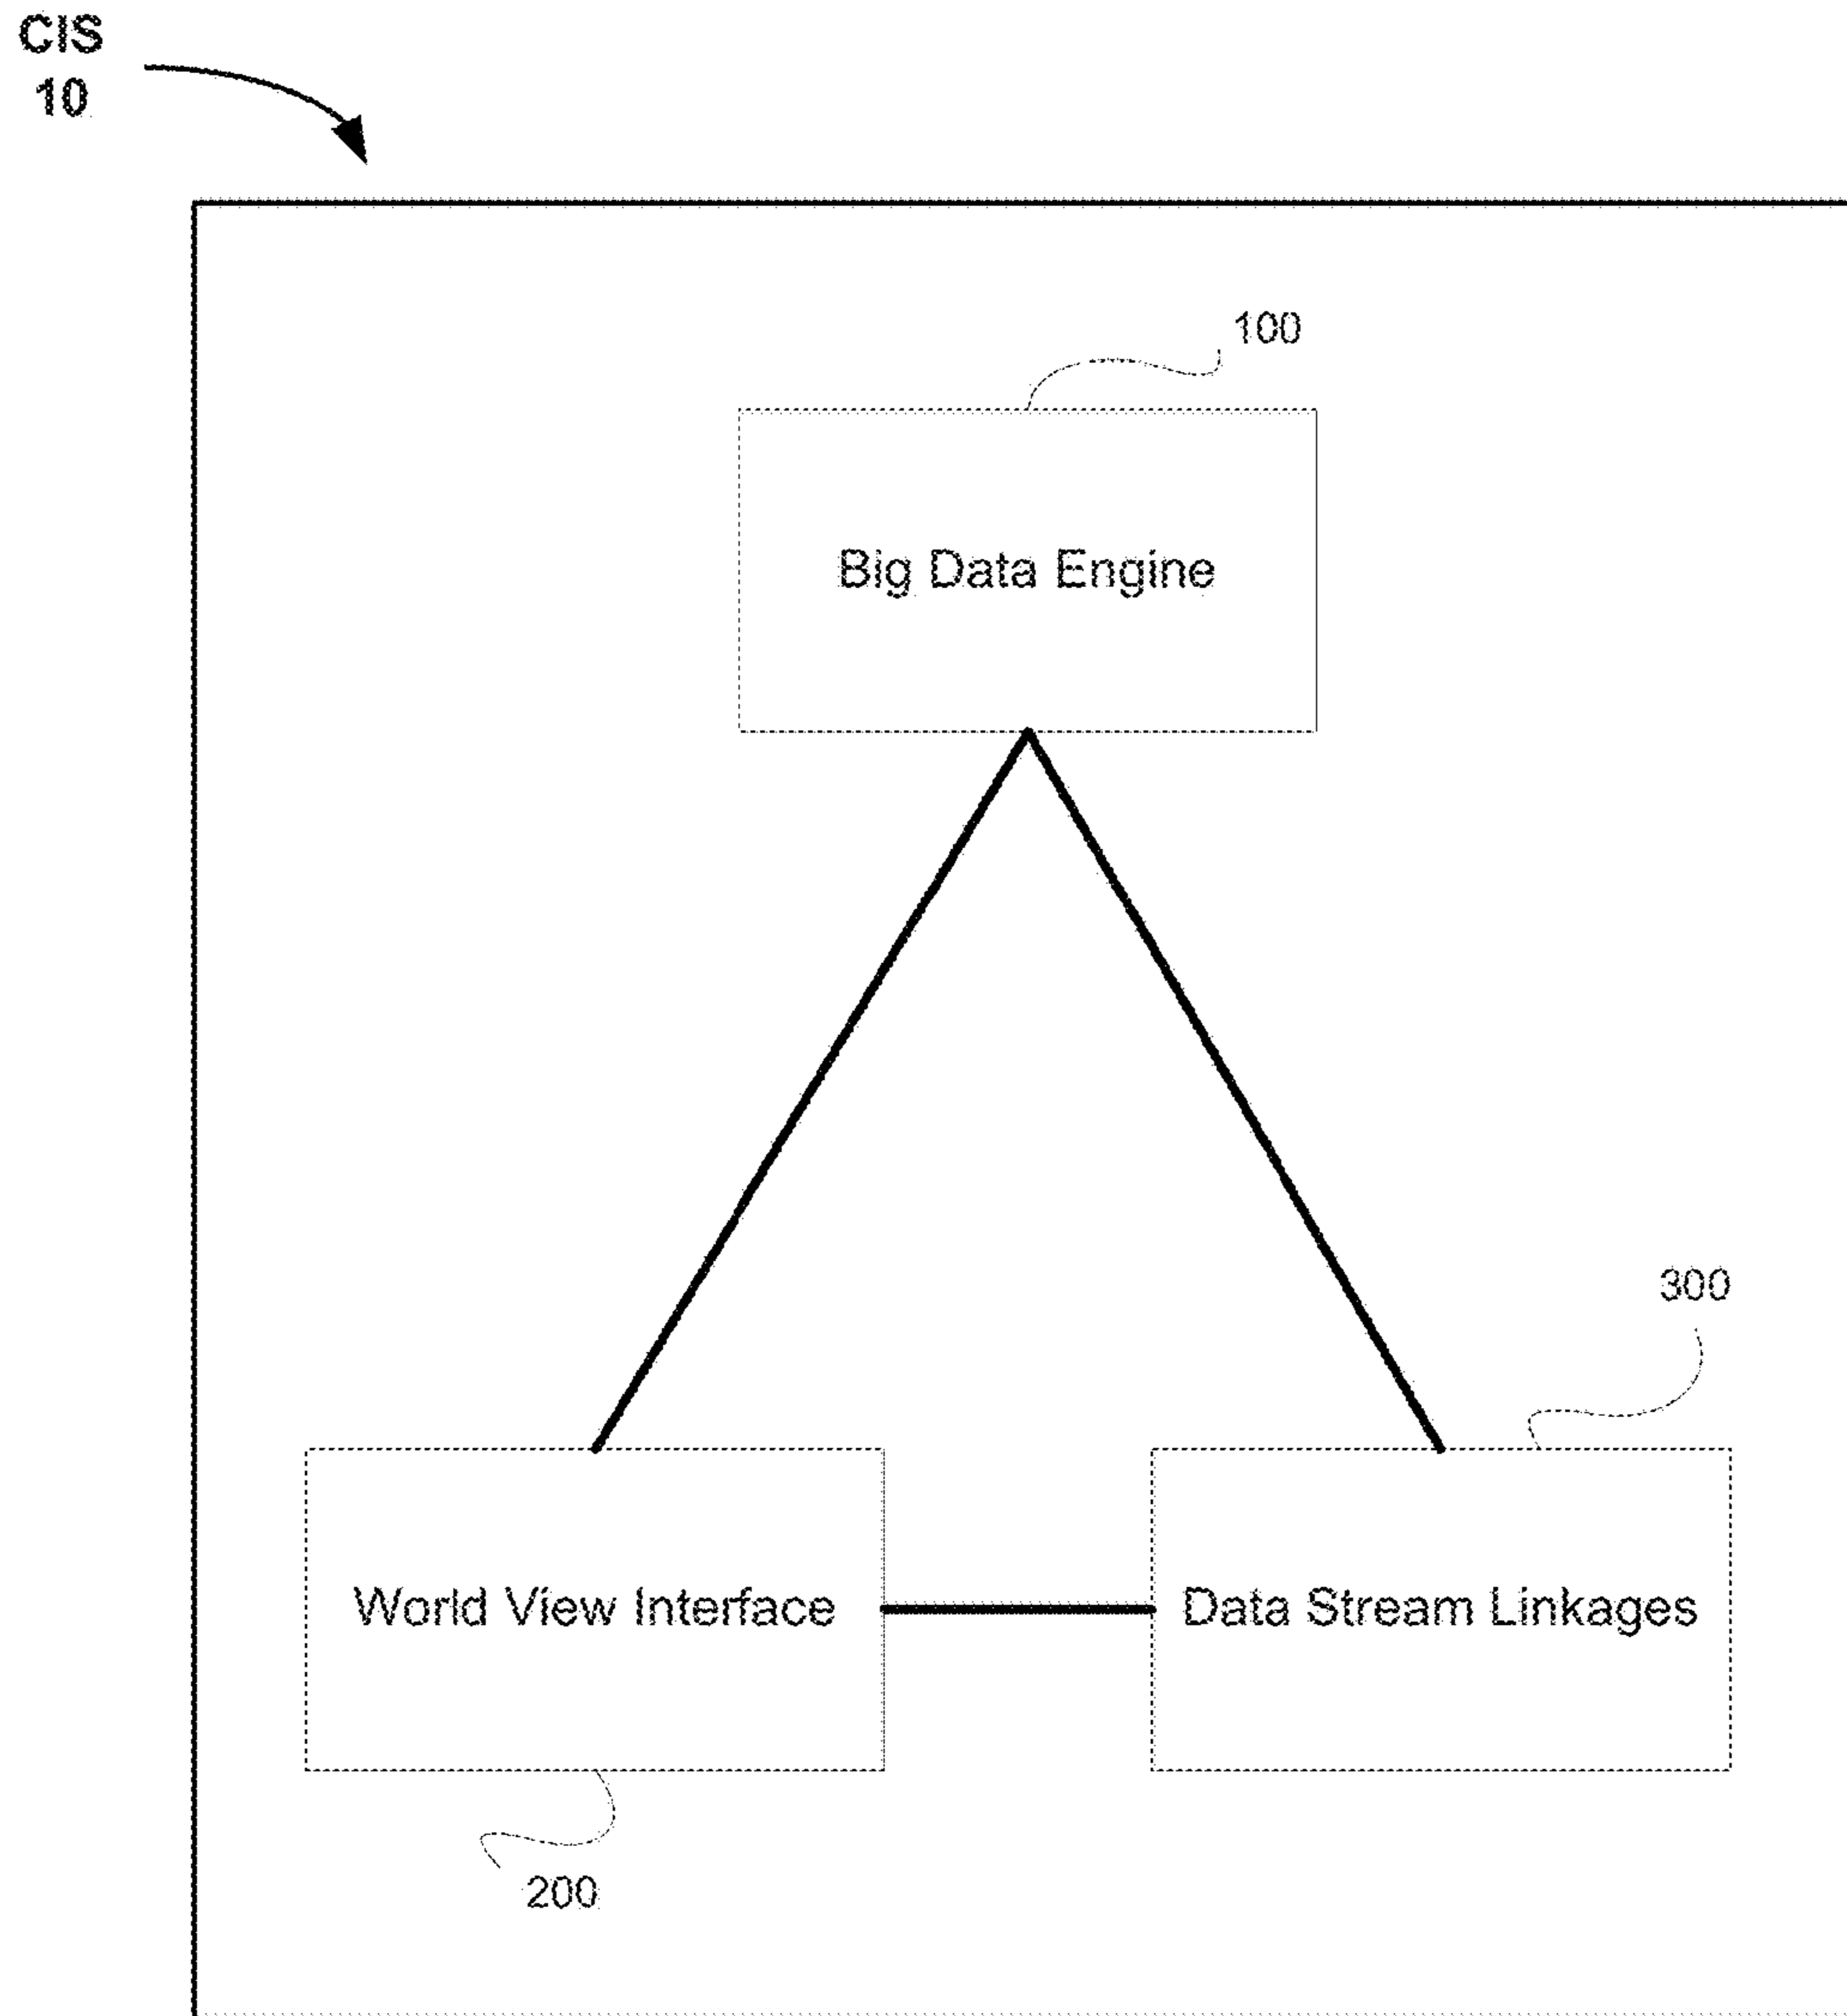 CIS
10
100
Big Data Engine
300
World View Interface
Data Stream Linkages
200